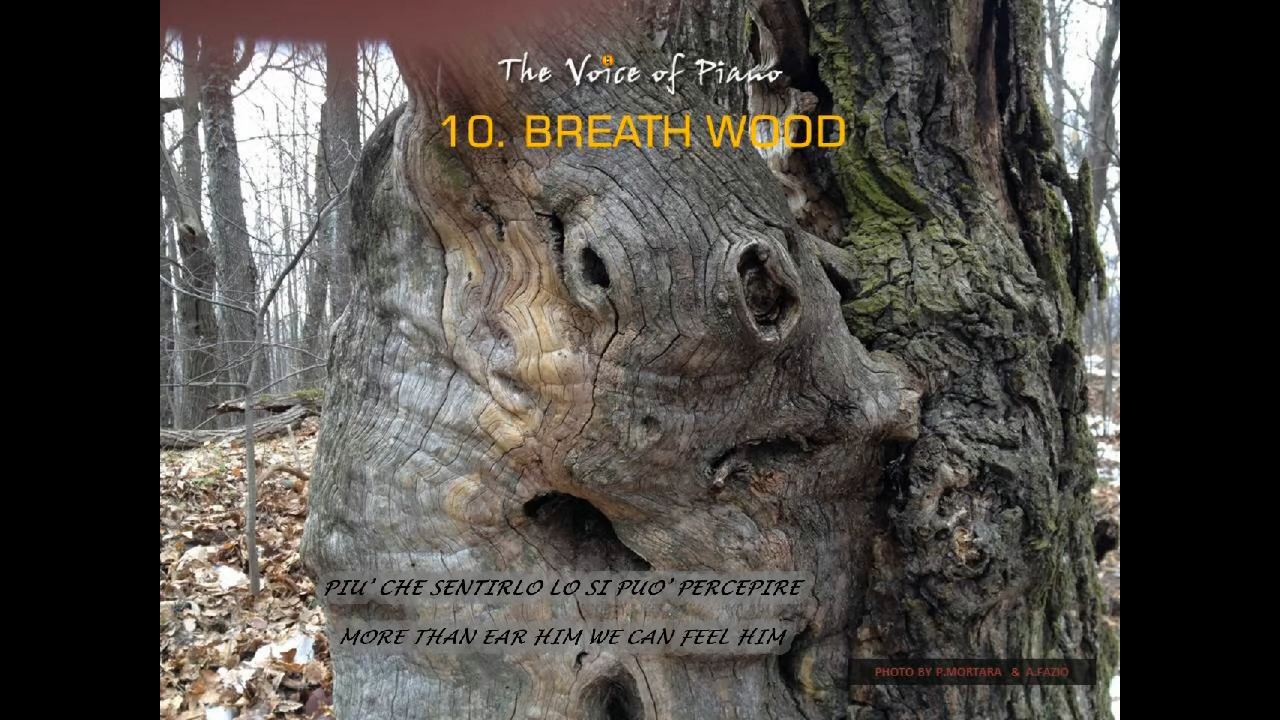 The Voice of Piano
10. BREATH WOOD
PIU' CHE SENTIRLO LO SI PUO' PERCEPIRE
MORE THAN EAR HIM WE CAN FEEL HIM
PHOTO BY P.MORTARA & A.FAZIO